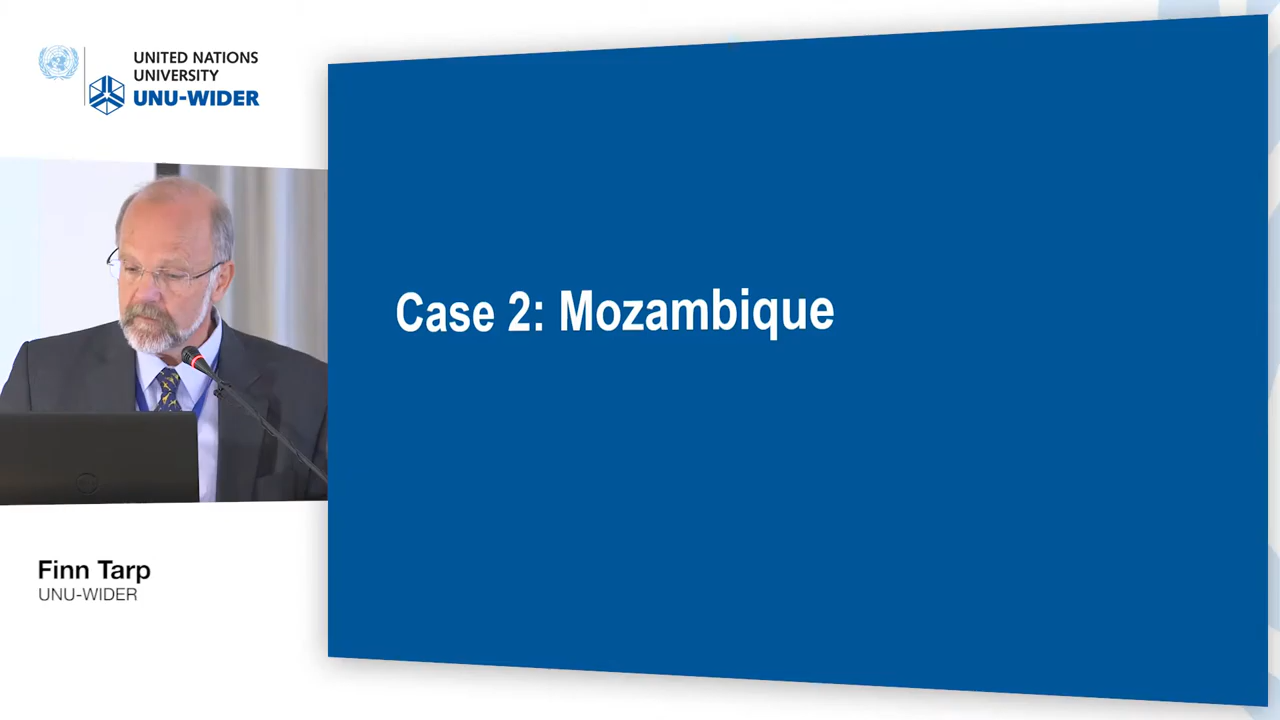 UNITED NATIONS
UNIVERSITY
UNU-WIDER
Case 2: Mozambique
Finn Tarp
UNU-WIDER